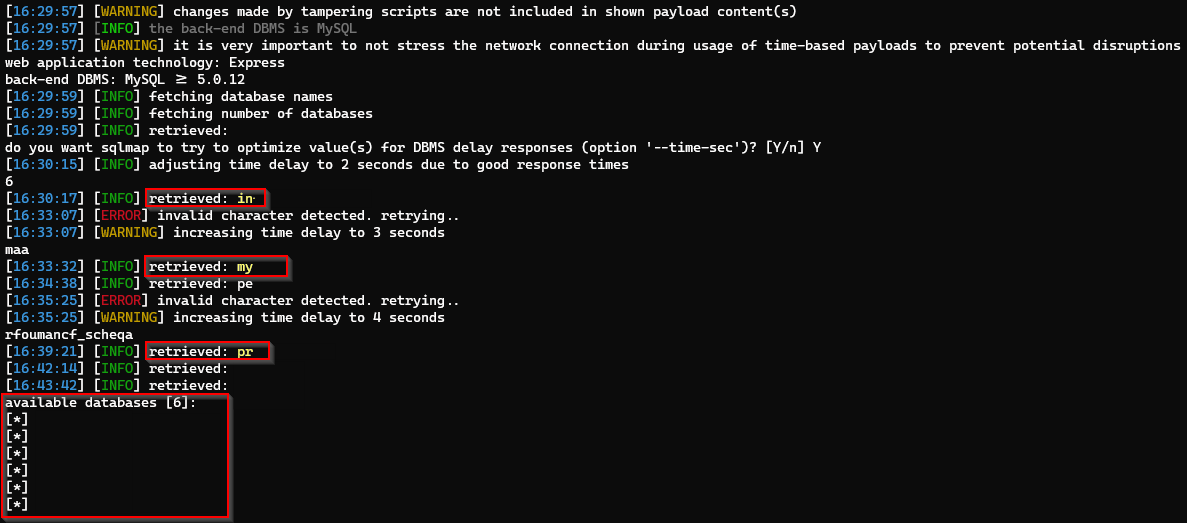 [16:29:57] [WARNING] changes made by tampering scripts are not included in shown payload content(s)
[16:29:57] [INFO] the back-end DBMS is MySQL
[16:29:57] [WARNING] it is very important to not stress the network connection during usage of time-based payloads to prevent potential disruptions
web application technology: Express
back-end DBMS: MySQL ≥ 5.0.12
[16:29:59] [INFO] fetching database names
[16:29:59] [INFO] fetching number of databases
[16:29:59] [INFO] retrieved:
do you want sqlmap to try to optimize value(s) for DBMS delay responses (option '--time-sec')? [Y/n] Y
[16:30:15] [INFO] adjusting time delay to 2 seconds due to good response times
6
[16:30:17] [INFO] retrieved: in
[16:33:07] [ERROR] invalid character detected. retrying..
[16:33:07] [WARNING] increasing time delay to 3 seconds
maa
[16:33:32] [INFO] retrieved: my
[16:34:38] [INFO] retrieved: pe
[16:35:25] [ERROR] invalid character detected. retrying..
[16:35:25] [WARNING] increasing time delay to 4 seconds
rfoumancf_scheqa
[16:39:21] [INFO] retrieved: pr
[16:42:14] [INFO] retrieved:
[16:43:42] [INFO] retrieved:
available databases [6]:
[*]
[*]
[*]
[*]
[*]
[*]